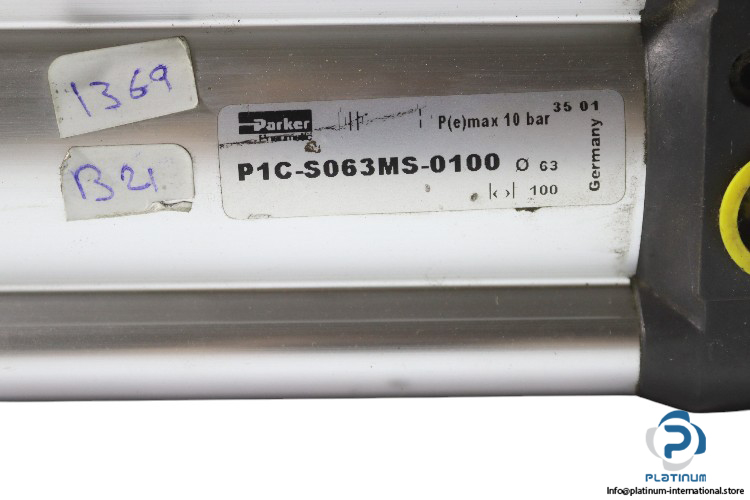 1369
B21
Parker
Pneumatic
P(e)max 10 bar
35 01
P1C-S063MS-0100 Ø 63
100
Germany
P
PLATINUM
Info@platinum-international.store